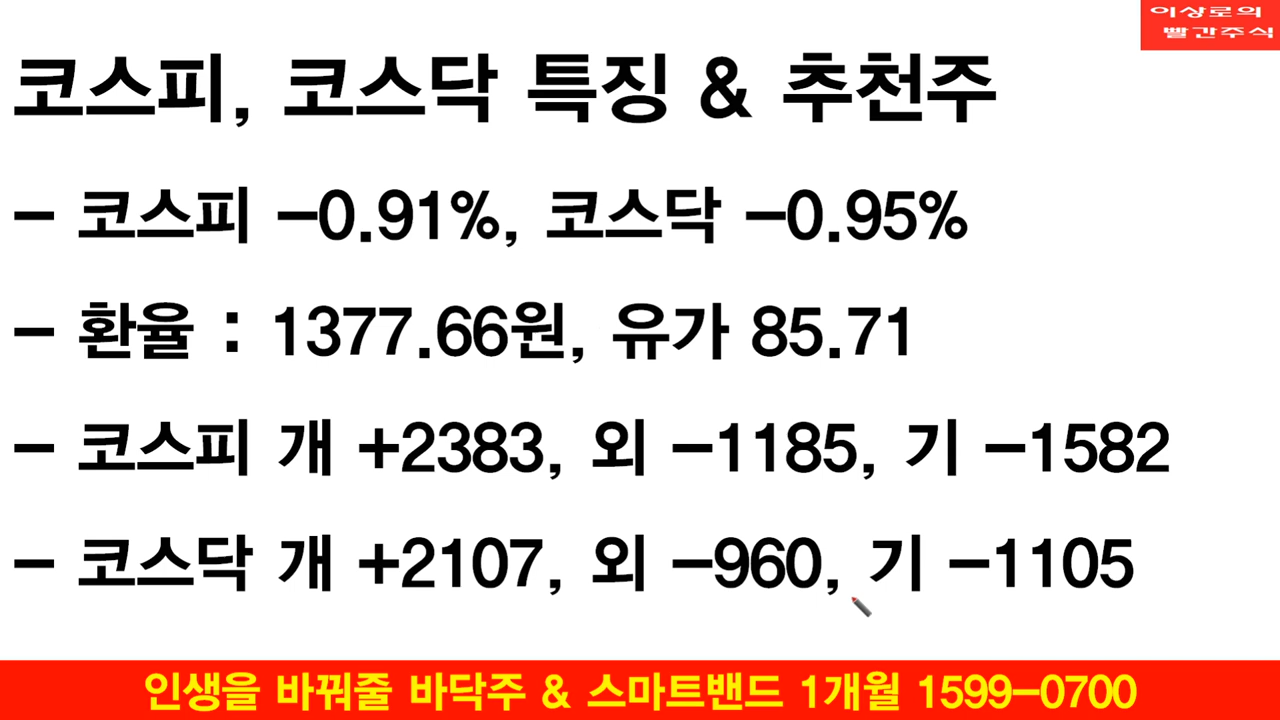 이상로의
빨간주식
코스피, 코스닥 특징 & 추천주
- 코스피 -0.91%, 코스닥 -0.95%
- 환율 : 1377.66원, 유가 85.71
- 코스피 개 +2383, 외 -1185, 기 -1582
- 코스닥 개 +2107, 외 -960, 기 -1105
인생을 바꿔줄 바닥주 & 스마트밴드 1개월 1599-0700